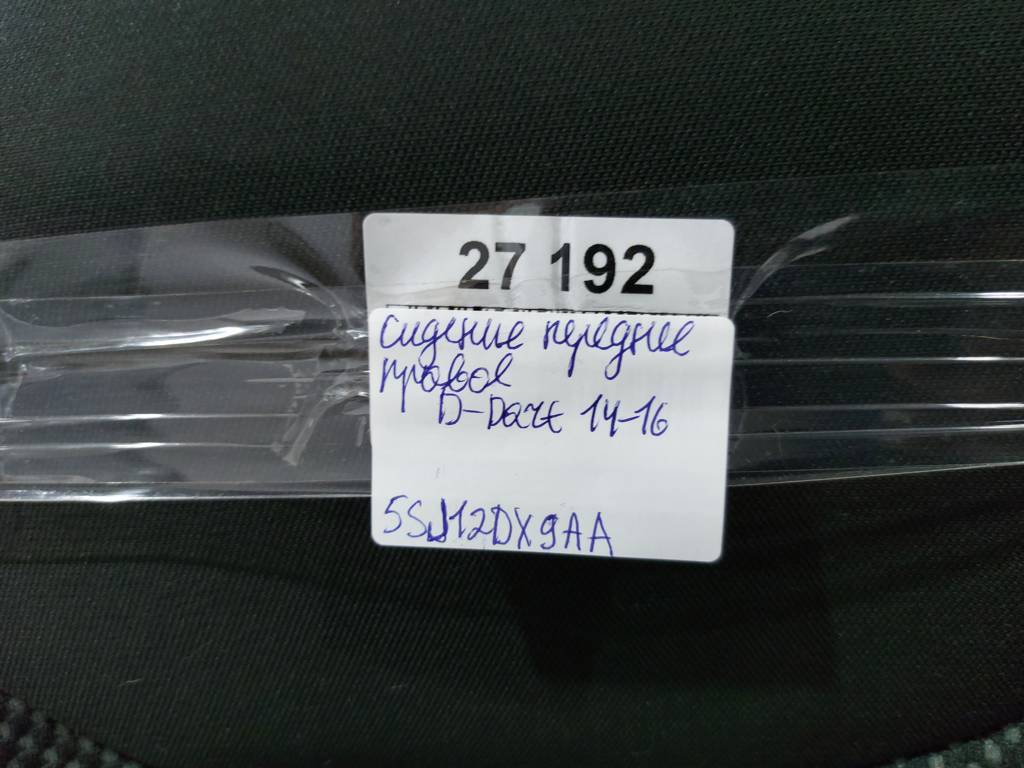 27 192
сидение переднее
правое
D-Dart 14-16
5SJ12DX9AA